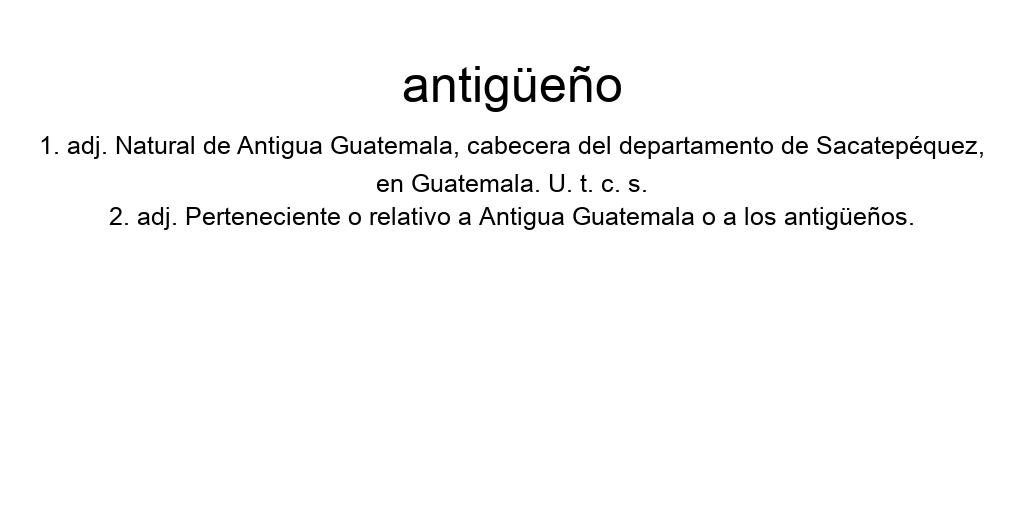 antigüeño
1. adj. Natural de Antigua Guatemala, cabecera del departamento de Sacatepéquez,
en Guatemala. U. t. c. s.
2. adj. Perteneciente o relativo a Antigua Guatemala o a los antigüeños.